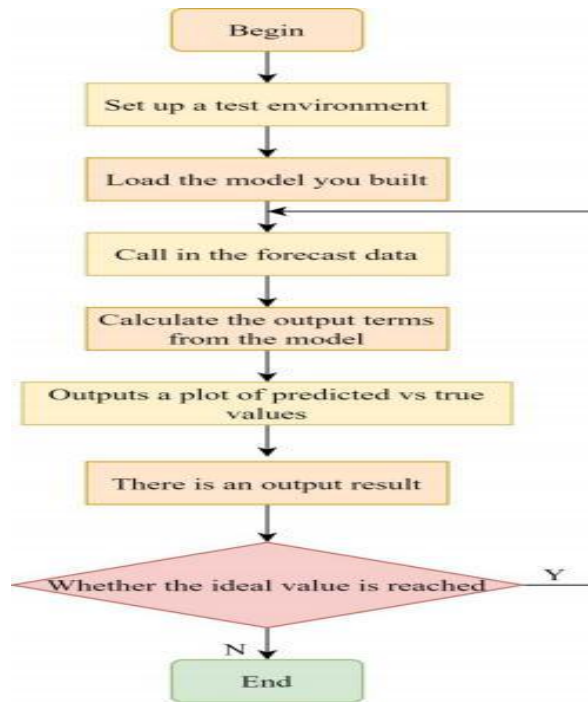 Begin
Set up a test environment
Load the model you built
Call in the forecast data
Calculate the output terms
from the model
Outputs a plot of predicted vs true
values
There is an output result
Whether the ideal value is reached
Y
N
End